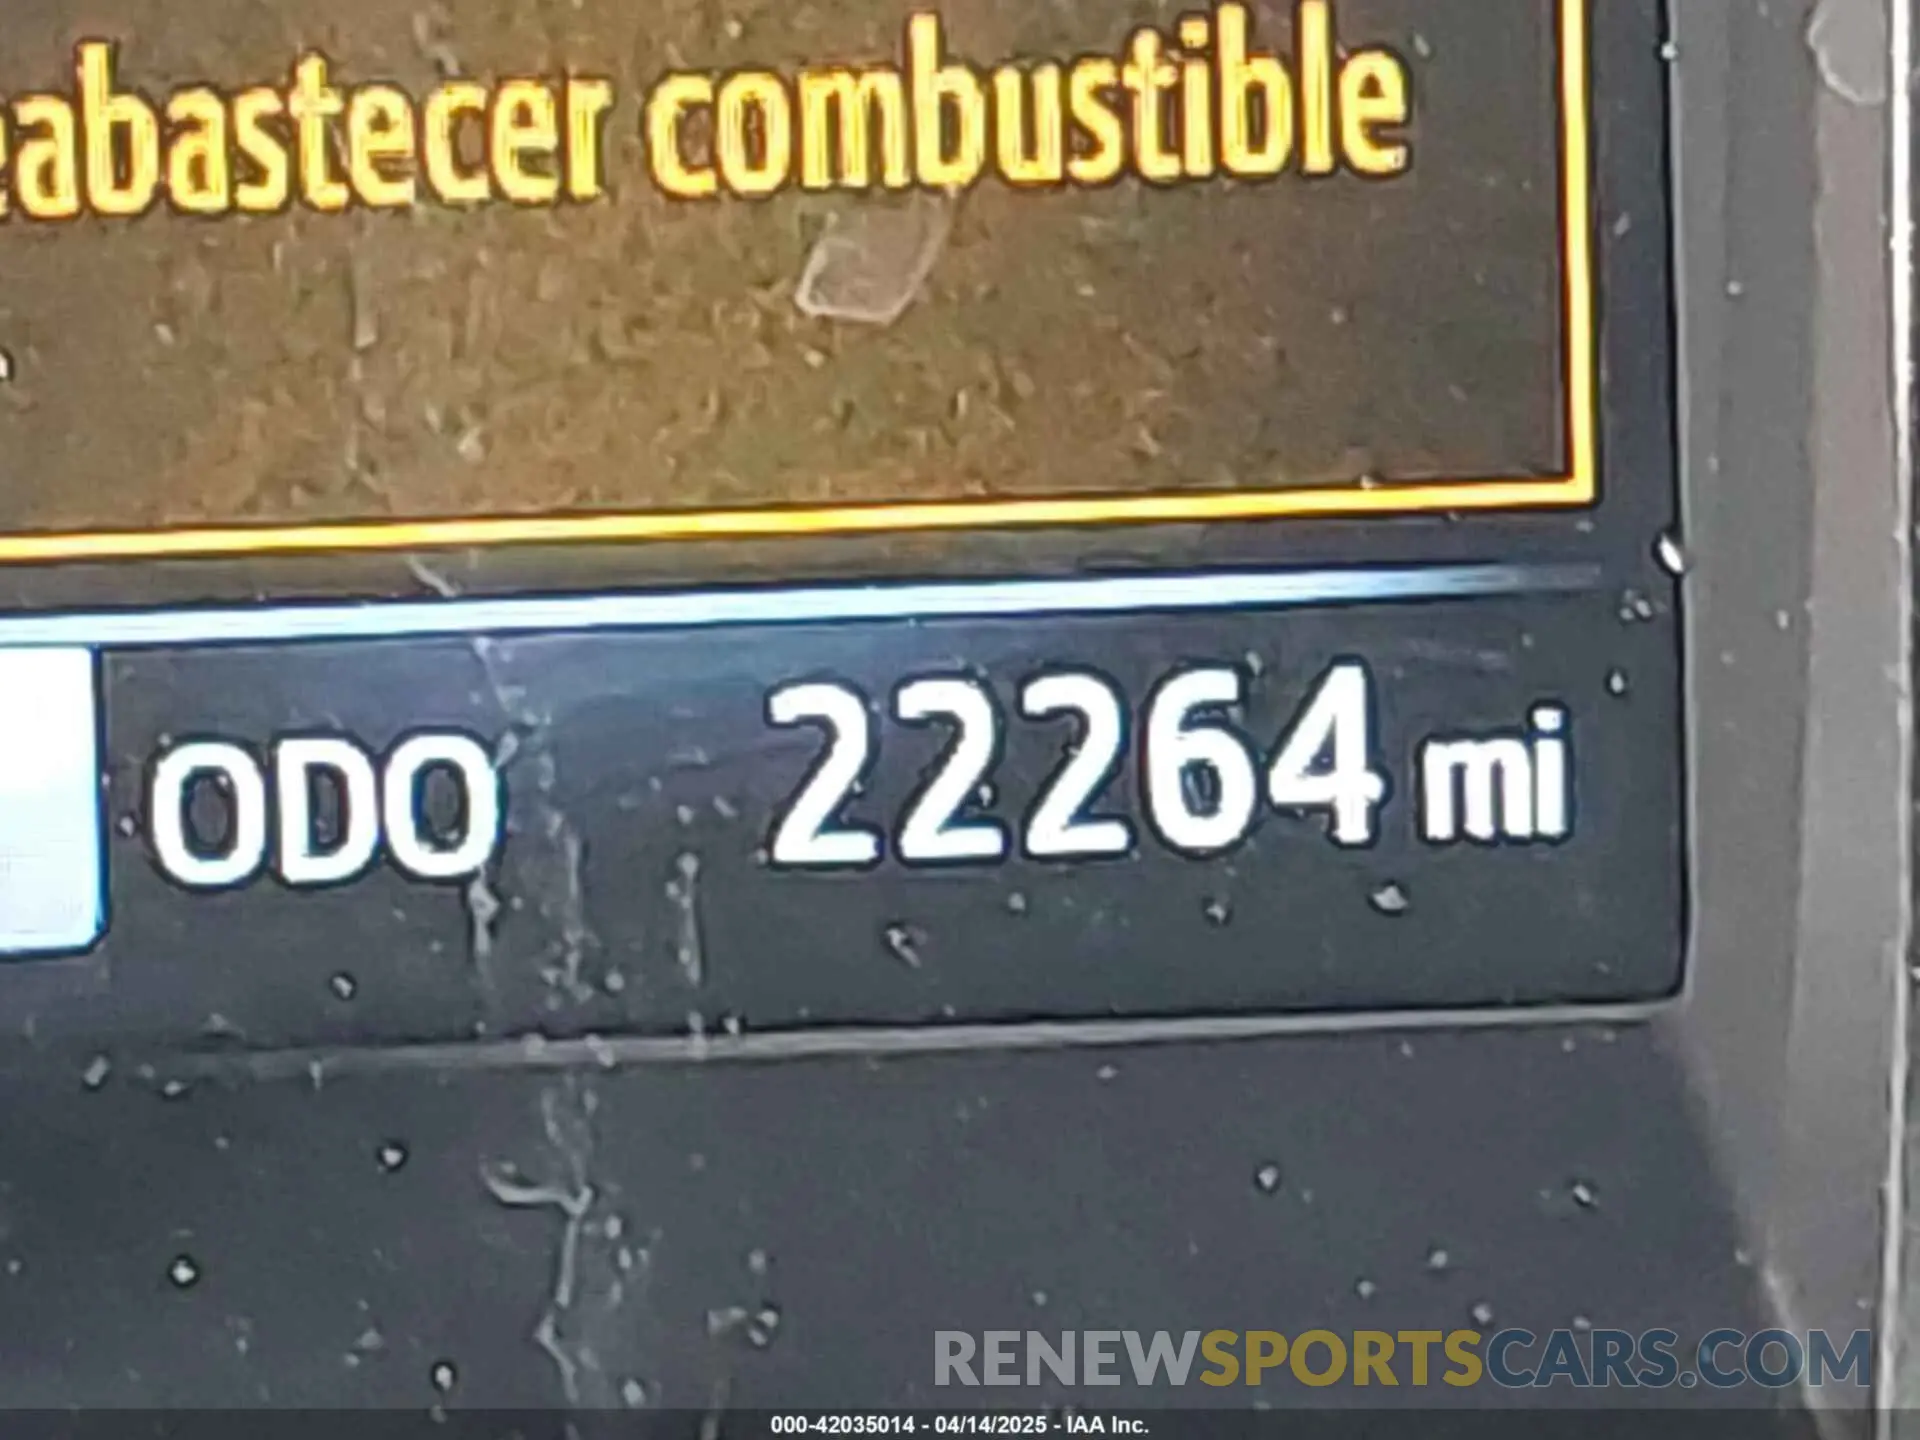 eabastecer combustible
ODO 22264 mi
RENEWSPORTSCARS.COM
000-42035014 - 04/14/2025 - IAA Inc.